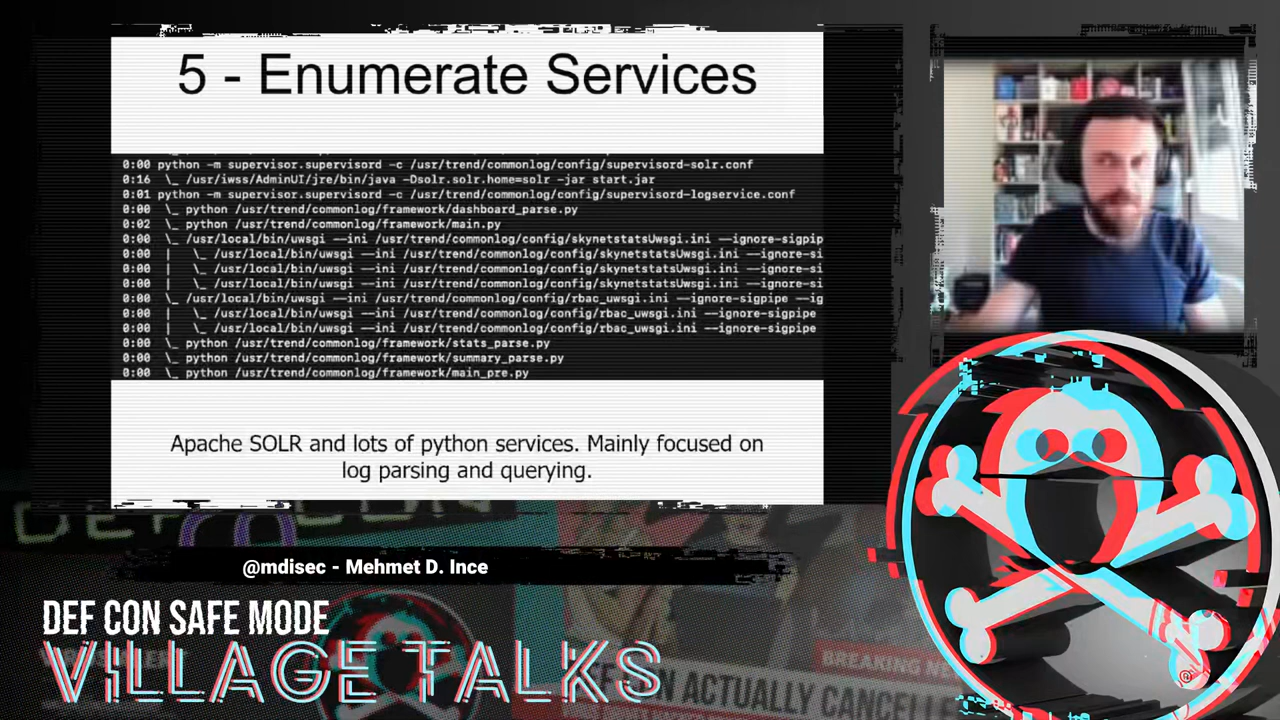 5 - Enumerate Services
0:00 python -m supervisor.supervisord -c /usr/trend/commonlog/config/supervisord-solr.conf
0:16 \_ /usr/iwss/AdminUI/jre/bin/java -Dsolr.solr.home=solr -jar start.jar
0:01 python -m supervisor.supervisord -c /usr/trend/commonlog/config/supervisord-logservice.conf
0:00 \_ python /usr/trend/commonlog/framework/dashboard_parse.py
0:02 \_ python /usr/trend/commonlog/framework/main.py
0:00 \_ /usr/local/bin/uwsgi --ini /usr/trend/commonlog/config/skynetstatsUwsgi.ini --ignore-sigpip
0:00 | \_ /usr/local/bin/uwsgi --ini /usr/trend/commonlog/config/skynetstatsUwsgi.ini --ignore-si
0:00 | \_ /usr/local/bin/uwsgi --ini /usr/trend/commonlog/config/skynetstatsUwsgi.ini --ignore-si
0:00 | \_ /usr/local/bin/uwsgi --ini /usr/trend/commonlog/config/skynetstatsUwsgi.ini --ignore-si
0:00 \_ /usr/local/bin/uwsgi --ini /usr/trend/commonlog/config/rbac_uwsgi.ini --ignore-sigpipe --ig
0:00 | \_ /usr/local/bin/uwsgi --ini /usr/trend/commonlog/config/rbac_uwsgi.ini --ignore-sigpipe
0:00 | \_ /usr/local/bin/uwsgi --ini /usr/trend/commonlog/config/rbac_uwsgi.ini --ignore-sigpipe
0:00 \_ python /usr/trend/commonlog/framework/stats_parse.py
0:00 \_ python /usr/trend/commonlog/framework/summary_parse.py
0:00 \_ python /usr/trend/commonlog/framework/main_pre.py
Apache SOLR and lots of python services. Mainly focused on
log parsing and querying.
DEF CON
@mdisec - Mehmet D. Ince
DEF CON SAFE MODE
VILLAGE TALKS
BREAKING NE
CON ACTUALLY CANCELLE